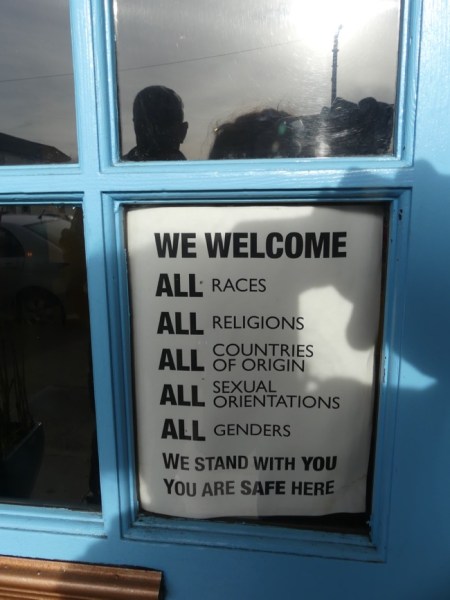 WE WELCOME
ALL RACES
ALL RELIGIONS
ALL COUNTRIES
OF ORIGIN
ALL SEXUAL
ORIENTATIONS
ALL GENDERS
WE STAND WITH YOU
YOU ARE SAFE HERE